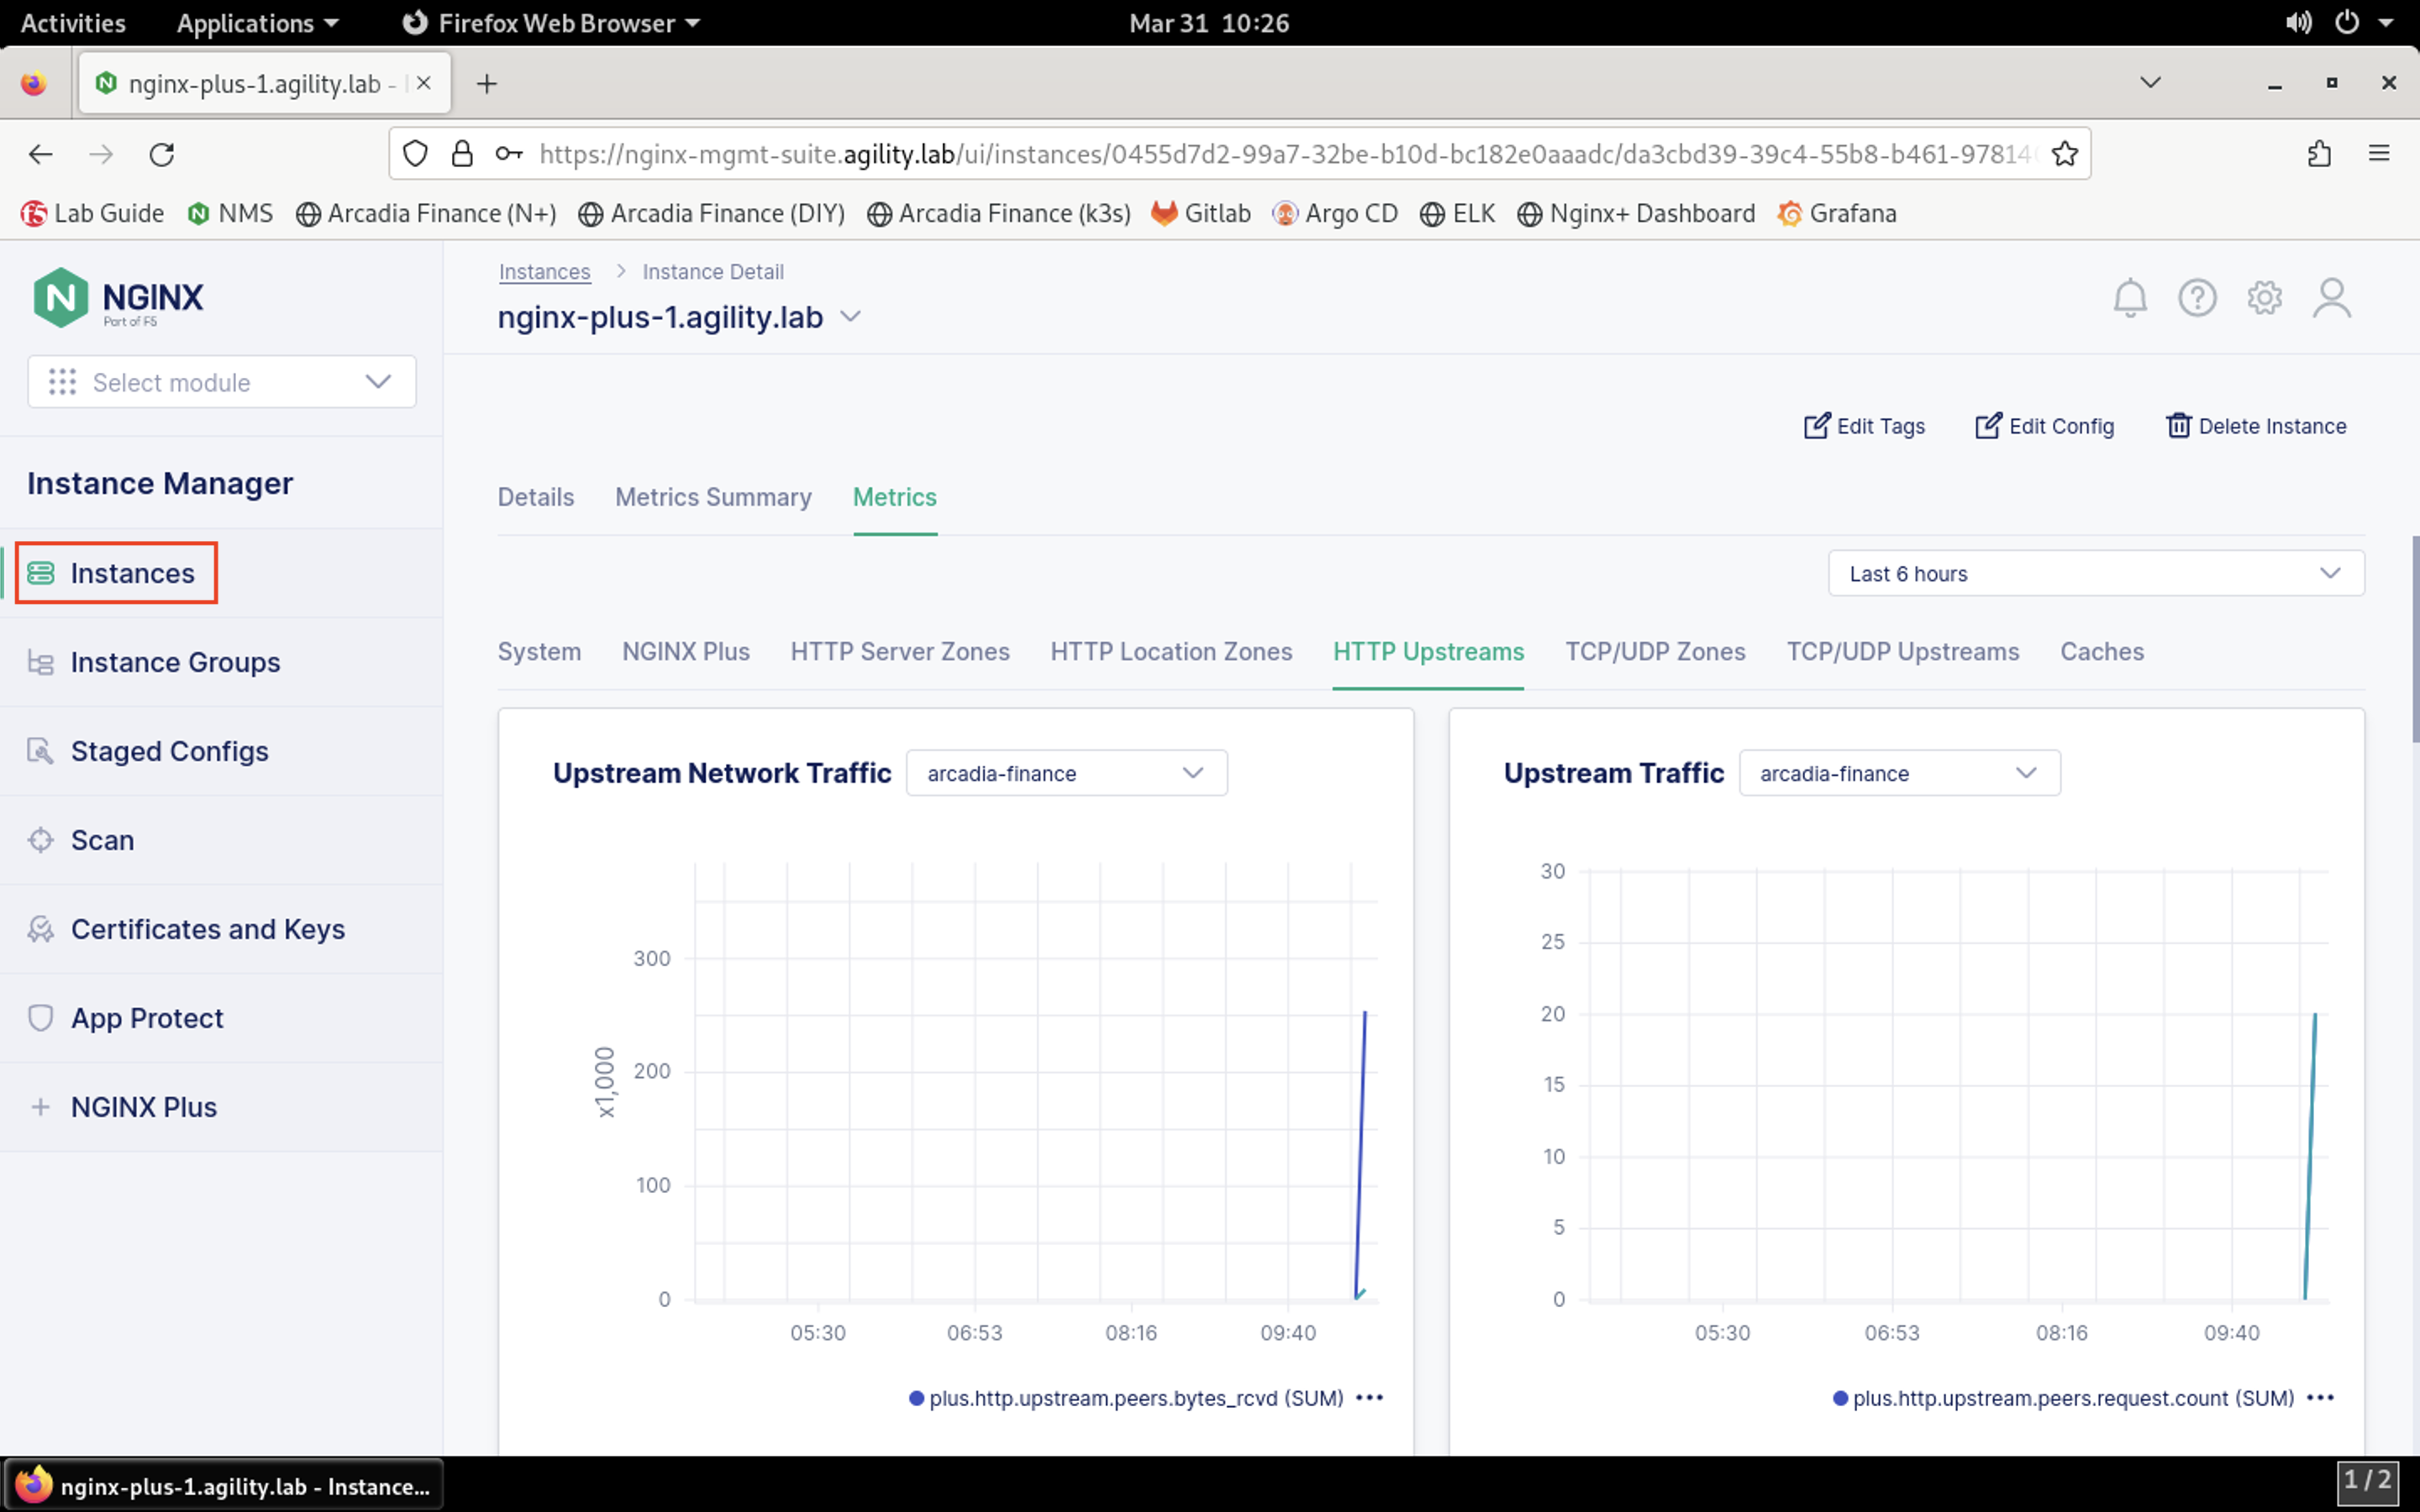 Activities Applications Firefox Web Browser Mar 31 10:26
nginx-plus-1.agility.lab -
https://nginx-mgmt-suite.agility.lab/ui/instances/0455d7d2-99a7-32be-b10d-bc182e0aaadc/da3cbd39-39c4-55b8-b461-97814
Lab Guide NMS Arcadia Finance (N+) Arcadia Finance (DIY) Arcadia Finance (k3s) Gitlab Argo CD ELK Nginx+ Dashboard Grafana
NGINX
Part of F5
Select module
Instance Manager
Instances
Instance Groups
Staged Configs
Scan
Certificates and Keys
App Protect
NGINX Plus
Instances > Instance Detail
nginx-plus-1.agility.lab
Edit Tags Edit Config Delete Instance
Details Metrics Summary Metrics
Last 6 hours
System NGINX Plus HTTP Server Zones HTTP Location Zones HTTP Upstreams TCP/UDP Zones TCP/UDP Upstreams Caches
Upstream Network Traffic arcadia-finance
300
200
100
0
x1,000
05:30 06:53 08:16 09:40
plus.http.upstream.peers.bytes_rcvd (SUM) •••
Upstream Traffic arcadia-finance
30
25
20
15
10
5
0
05:30 06:53 08:16 09:40
plus.http.upstream.peers.request.count (SUM) •••
nginx-plus-1.agility.lab - Instance...
1 / 2